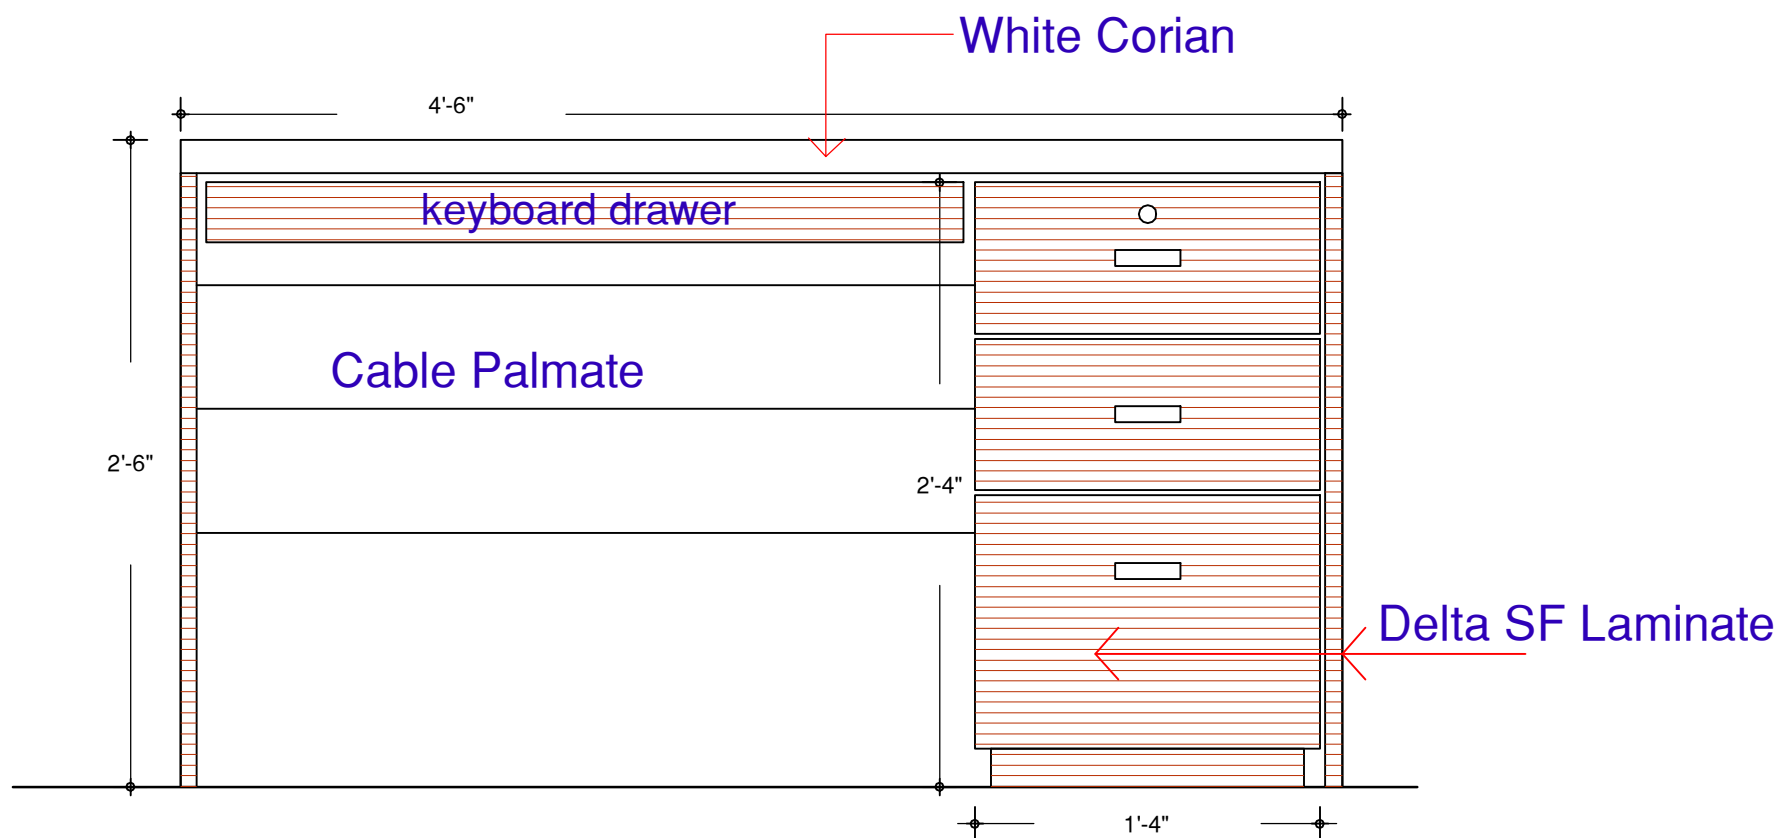 White Corian
4'-6"
keyboard drawer
Cable Palmate
2'-6"
2'-4"
Delta SF Laminate
1'-4"